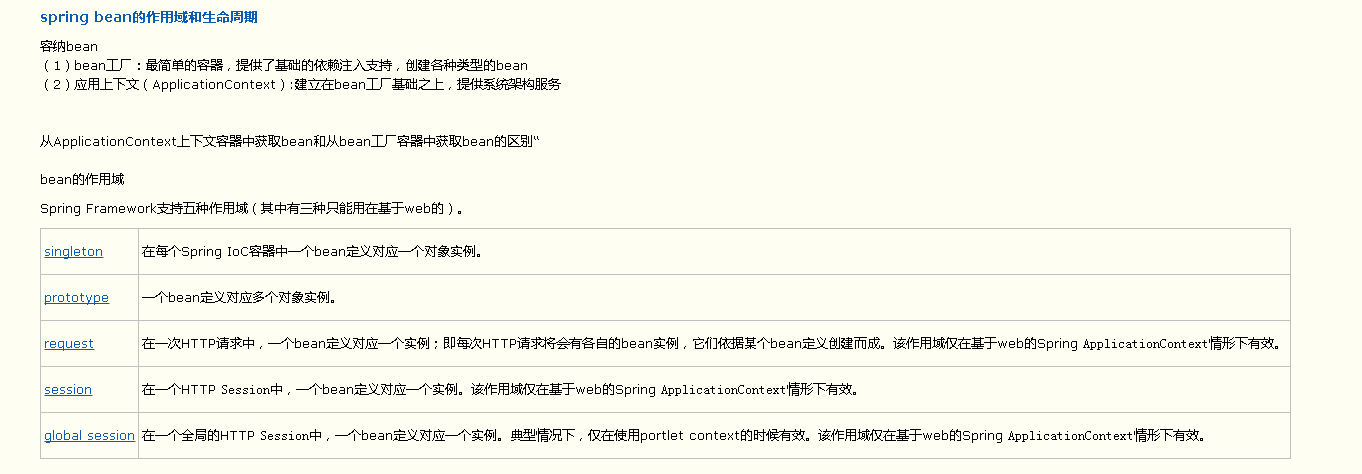 spring bean的作用域和生命周期
容纳bean
（1）bean工厂：最简单的容器，提供了基础的依赖注入支持，创建各种类型的bean
（2）应用上下文（ApplicationContext）:建立在bean工厂基础之上，提供系统架构服务
从ApplicationContext上下文容器中获取bean和从bean工厂容器中获取bean的区别“
bean的作用域
Spring Framework支持五种作用域（其中有三种只能用在基于web的）。
singleton 在每个Spring IoC容器中一个bean定义对应一个对象实例。
prototype 一个bean定义对应多个对象实例。
request 在一次HTTP请求中，一个bean定义对应一个实例；即每次HTTP请求将会有各自的bean实例，它们依据某个bean定义创建而成。该作用域仅在基于web的Spring ApplicationContext情形下有效。
session 在一个HTTP Session中，一个bean定义对应一个实例。该作用域仅在基于web的Spring ApplicationContext情形下有效。
global session 在一个全局的HTTP Session中，一个bean定义对应一个实例。典型情况下，仅在使用portlet context的时候有效。该作用域仅在基于web的Spring ApplicationContext情形下有效。